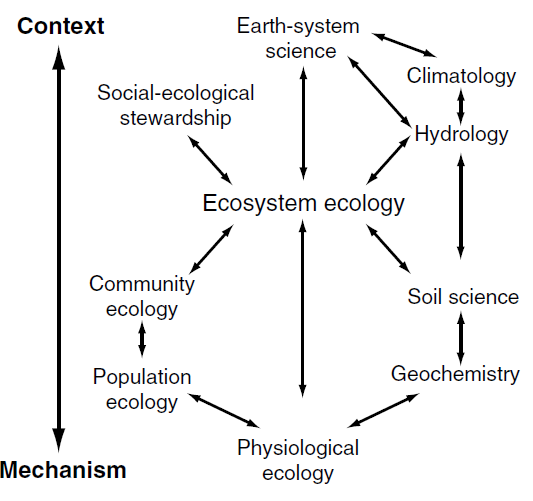 Context
Earth-system
science
Climatology
Social-ecological
stewardship
Hydrology
Ecosystem ecology
Community
ecology
Soil science
Population
ecology
Geochemistry
Physiological
ecology
Mechanism